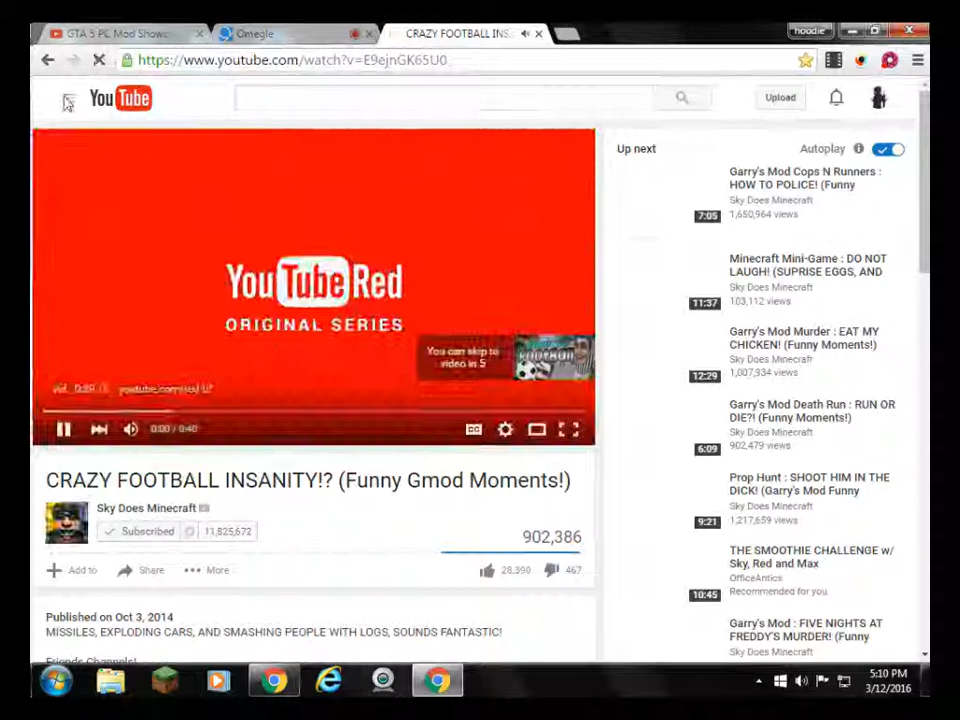 GTA 5 PC Mod Showc
Omegle
CRAZY FOOTBALL INS
hoodie
https://www.youtube.com/watch?v=E9ejnGK65U0
YouTube
Upload
Up next
Autoplay
YouTube Red
ORIGINAL SERIES
You can skip to
video in 5
FOOTBALL
0:00 / 0:40
CC
Garry's Mod Cops N Runners :
HOW TO POLICE! (Funny
Sky Does Minecraft
1,650,964 views
7:05
Minecraft Mini-Game : DO NOT
LAUGH! (SUPRISE EGGS, AND
Sky Does Minecraft
103,112 views
11:37
Garry's Mod Murder : EAT MY
CHICKEN! (Funny Moments!)
Sky Does Minecraft
1,007,934 views
12:29
Garry's Mod Death Run : RUN OR
DIE?! (Funny Moments!)
Sky Does Minecraft
902,479 views
6:09
Prop Hunt : SHOOT HIM IN THE
DICK! (Garry's Mod Funny
Sky Does Minecraft
1,217,659 views
9:21
THE SMOOTHIE CHALLENGE w/
Sky, Red and Max
OfficeAntics
Recommended for you
10:45
Garry's Mod : FIVE NIGHTS AT
FREDDY'S MURDER! (Funny
Sky Does Minecraft
CRAZY FOOTBALL INSANITY!? (Funny Gmod Moments!)
Sky Does Minecraft
Subscribed
11,825,672
902,386
Add to
Share
More
28,390
467
Published on Oct 3, 2014
MISSILES, EXPLODING CARS, AND SMASHING PEOPLE WITH LOGS, SOUNDS FANTASTIC!
Friends Channels!
5:10 PM
3/12/2016